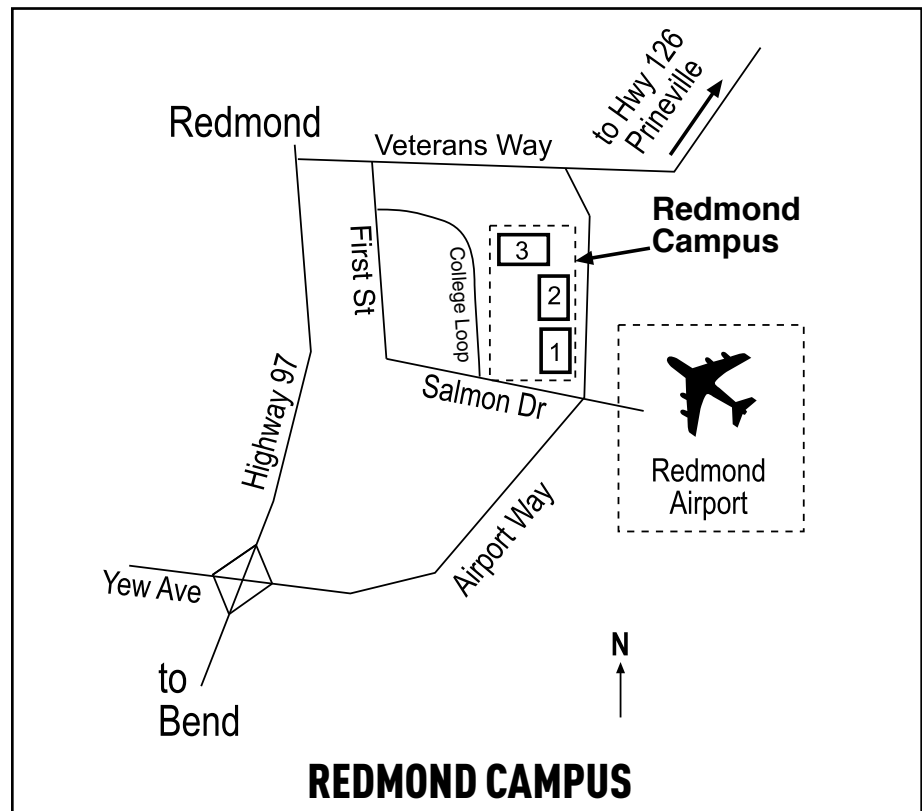 to Hwy 126
Prineville
Redmond
Veterans Way
Redmond
Campus
First St
College Loop
3
2
1
Salmon Dr
Highway 97
Redmond
Airport
Airport Way
Yew Ave
N
to
Bend
REDMOND CAMPUS